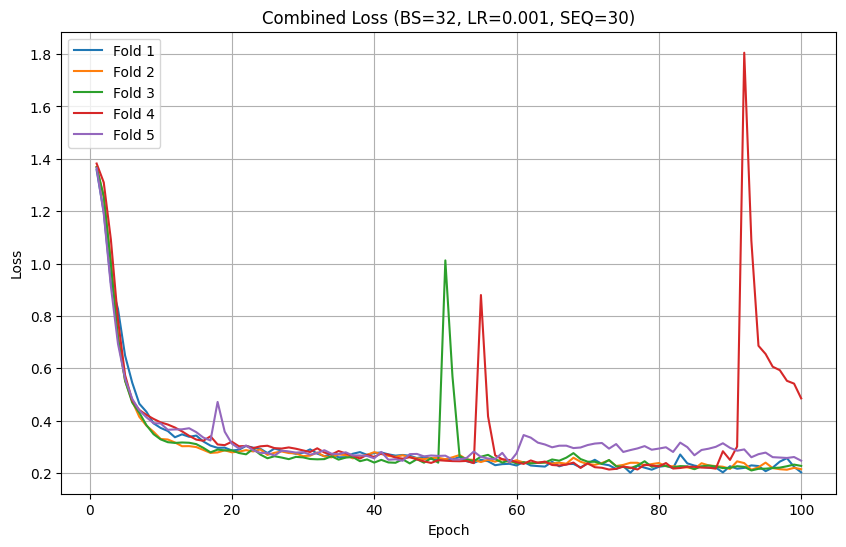 Combined Loss (BS=32, LR=0.001, SEQ=30)
Fold 1
Fold 2
Fold 3
Fold 4
Fold 5
Loss
1.8
1.6
1.4
1.2
1.0
0.8
0.6
0.4
0.2
0 20 40 60 80 100
Epoch